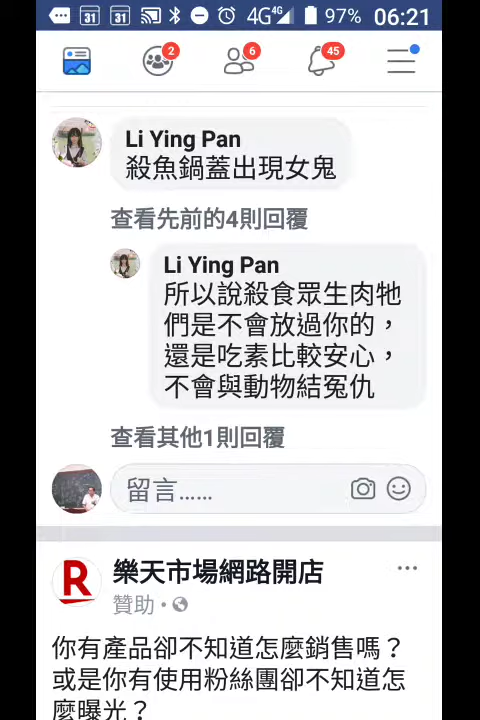 31 31 4G 4G 97% 06:21
2 6 45
Li Ying Pan
殺魚鍋蓋出現女鬼
查看先前的4則回覆
Li Ying Pan
所以說殺食眾生肉牠
們是不會放過你的，
還是吃素比較安心，
不會與動物結冤仇
查看其他1則回覆
留言......
R 樂天市場網路開店
贊助
你有產品卻不知道怎麼銷售嗎？
或是你有使用粉絲團卻不知道怎
麼曝光？